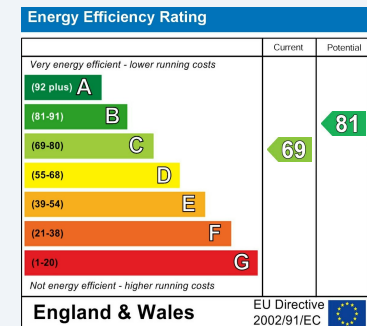 Energy Efficiency Rating
Current Potential
Very energy efficient - lower running costs
(92 plus) A
(81-91) B
81
(69-80) C
69
(55-68) D
(39-54) E
(21-38) F
(1-20) G
Not energy efficient - higher running costs
England & Wales
EU Directive
2002/91/EC